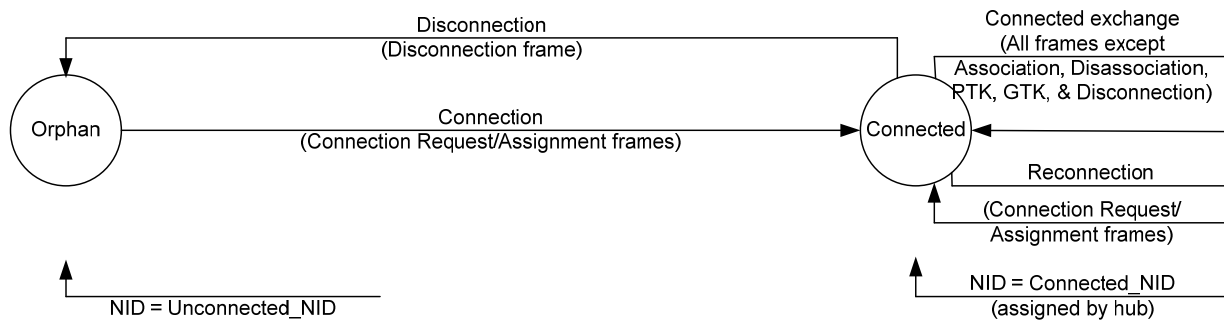 Disconnection
(Disconnection frame)
Connected exchange
(All frames except
Association, Disassociation,
PTK, GTK, & Disconnection)
Orphan
Connection
(Connection Request/Assignment frames)
Connected
Reconnection
(Connection Request/
Assignment frames)
NID = Unconnected_NID
NID = Connected_NID
(assigned by hub)